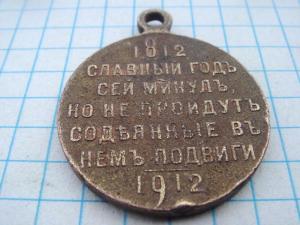 1812
СЛАВНЫЙ ГОДЪ
СЕЙ МИНУЛЪ,
НО НЕ ПРОЙДУТЪ
СОДѢЯННЫЕ ВЪ
НЕМЪ ПОДВИГИ
1912